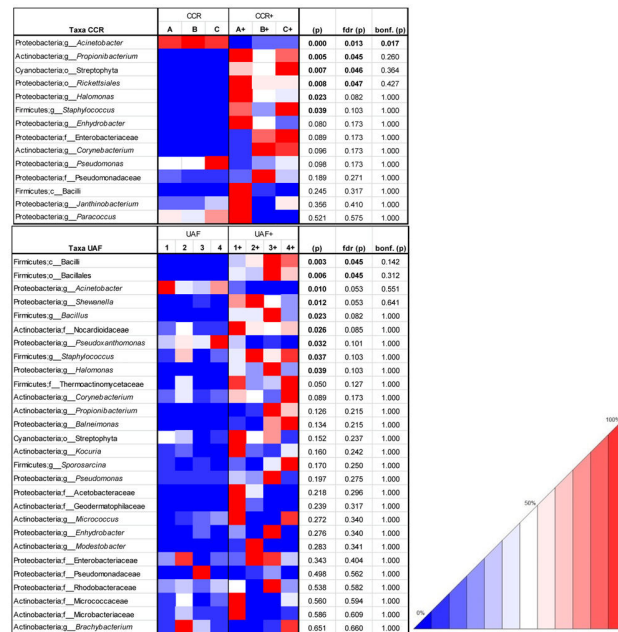 CCR CCR+
Taxa CCR A B C A+ B+ C+ (p) fdr (p) bonf. (p)
Proteobacteria;g__Acinetobacter 0.000 0.013 0.017
Actinobacteria;g__Propionibacterium 0.005 0.045 0.260
Cyanobacteria;o__Streptophyta 0.007 0.046 0.364
Proteobacteria;o__Rickettsiales 0.008 0.047 0.427
Proteobacteria;g__Halomonas 0.023 0.082 1.000
Firmicutes;g__Staphylococcus 0.039 0.103 1.000
Proteobacteria;g__Enhydrobacter 0.080 0.173 1.000
Proteobacteria;f__Enterobacteriaceae 0.089 0.173 1.000
Actinobacteria;g__Corynebacterium 0.096 0.173 1.000
Proteobacteria;g__Pseudomonas 0.098 0.173 1.000
Proteobacteria;f__Pseudomonadaceae 0.189 0.271 1.000
Firmicutes;c__Bacilli 0.245 0.317 1.000
Proteobacteria;g__Janthinobacterium 0.356 0.410 1.000
Proteobacteria;g__Paracoccus 0.521 0.575 1.000
UAF UAF+
Taxa UAF 1 2 3 4 1+ 2+ 3+ 4+ (p) fdr (p) bonf. (p)
Firmicutes;c__Bacilli 0.003 0.045 0.142
Firmicutes;o__Bacillales 0.006 0.045 0.312
Proteobacteria;g__Acinetobacter 0.010 0.053 0.551
Proteobacteria;g__Shewanella 0.012 0.053 0.641
Firmicutes;g__Bacillus 0.023 0.082 1.000
Actinobacteria;f__Nocardioidaceae 0.026 0.085 1.000
Proteobacteria;g__Pseudoxanthomonas 0.032 0.101 1.000
Firmicutes;g__Staphylococcus 0.037 0.103 1.000
Proteobacteria;g__Halomonas 0.039 0.103 1.000
Firmicutes;f__Thermoactinomycetaceae 0.050 0.127 1.000
Actinobacteria;g__Corynebacterium 0.089 0.173 1.000
Actinobacteria;g__Propionibacterium 0.126 0.215 1.000
Proteobacteria;g__Balneimonas 0.134 0.215 1.000
Cyanobacteria;o__Streptophyta 0.152 0.237 1.000
Actinobacteria;g__Kocuria 0.160 0.242 1.000
Firmicutes;g__Sporosarcina 0.170 0.250 1.000
Proteobacteria;g__Pseudomonas 0.197 0.275 1.000
Proteobacteria;f__Acetobacteraceae 0.218 0.296 1.000
Actinobacteria;f__Geodermatophilaceae 0.239 0.317 1.000
Actinobacteria;g__Micrococcus 0.272 0.340 1.000
Proteobacteria;g__Enhydrobacter 0.276 0.340 1.000
Actinobacteria;g__Modestobacter 0.283 0.341 1.000
Proteobacteria;f__Enterobacteriaceae 0.343 0.404 1.000
Proteobacteria;f__Pseudomonadaceae 0.498 0.562 1.000
Proteobacteria;f__Rhodobacteraceae 0.538 0.582 1.000
Actinobacteria;f__Micrococcaceae 0.560 0.594 1.000
Actinobacteria;f__Microbacteriaceae 0.586 0.609 1.000
Actinobacteria;g__Brachybacterium 0.651 0.660 1.000
100%
50%
0%